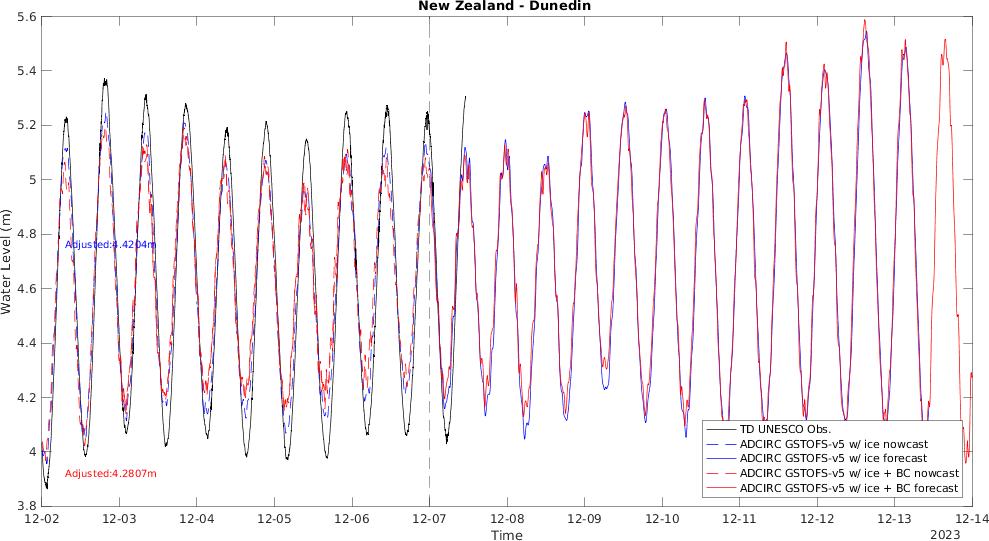 New Zealand - Dunedin
5.6
5.4
5.2
5
4.8
4.6
4.4
4.2
4
3.8
Water Level (m)
Adjusted:4.4204m
Adjusted:4.2807m
TD UNESCO Obs.
ADCIRC GSTOFS-v5 w/ ice nowcast
ADCIRC GSTOFS-v5 w/ ice forecast
ADCIRC GSTOFS-v5 w/ ice + BC nowcast
ADCIRC GSTOFS-v5 w/ ice + BC forecast
12-02 12-03 12-04 12-05 12-06 12-07 12-08 12-09 12-10 12-11 12-12 12-13 12-14
Time
2023